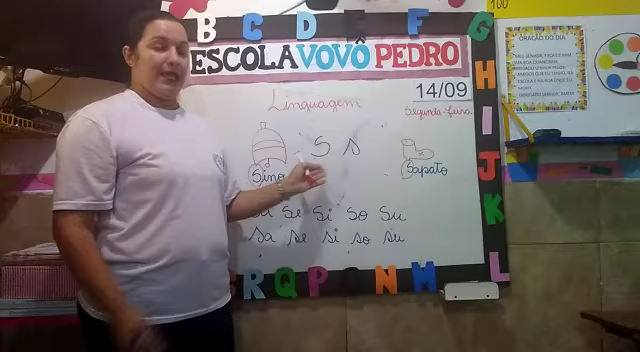 B C D E F G
ESCOLA VOVÔ PEDRO
ORAÇÃO DO DIA
14/09
Linguagem
Segunda-feira
S s
Sino
Sapato
Sa Se Si So Su
sa se si so su
H
I
J
K
L
R Q P O N M
100